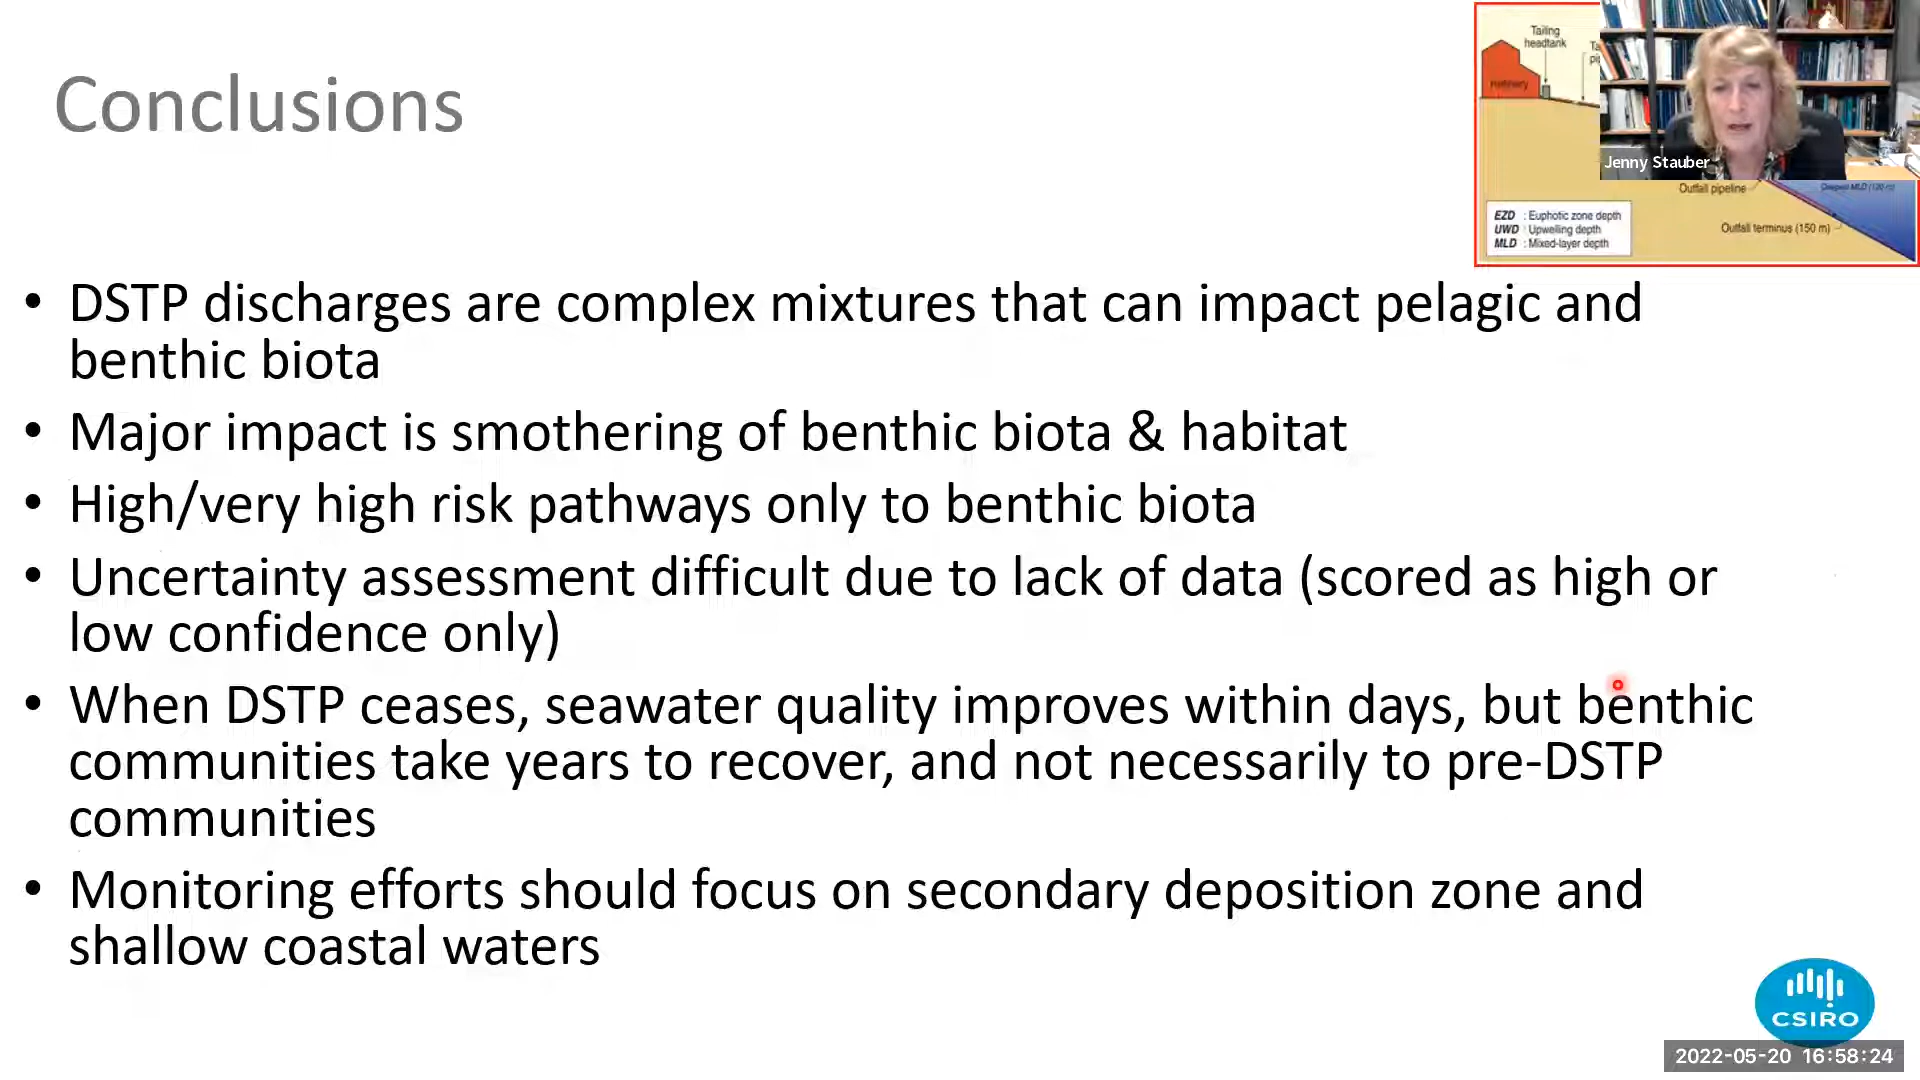 Conclusions
Tailing
headtank
Ta
pi
refinery
Jenny Stauber
Outfall pipeline
Deepest MLD (120 m)
Outfall terminus (150 m)
EZD : Euphotic zone depth
UWD : Upwelling depth
MLD : Mixed-layer depth
• DSTP discharges are complex mixtures that can impact pelagic and
benthic biota
• Major impact is smothering of benthic biota & habitat
• High/very high risk pathways only to benthic biota
• Uncertainty assessment difficult due to lack of data (scored as high or
low confidence only)
• When DSTP ceases, seawater quality improves within days, but benthic
communities take years to recover, and not necessarily to pre-DSTP
communities
• Monitoring efforts should focus on secondary deposition zone and
shallow coastal waters
CSIRO
2022-05-20 16:58:24